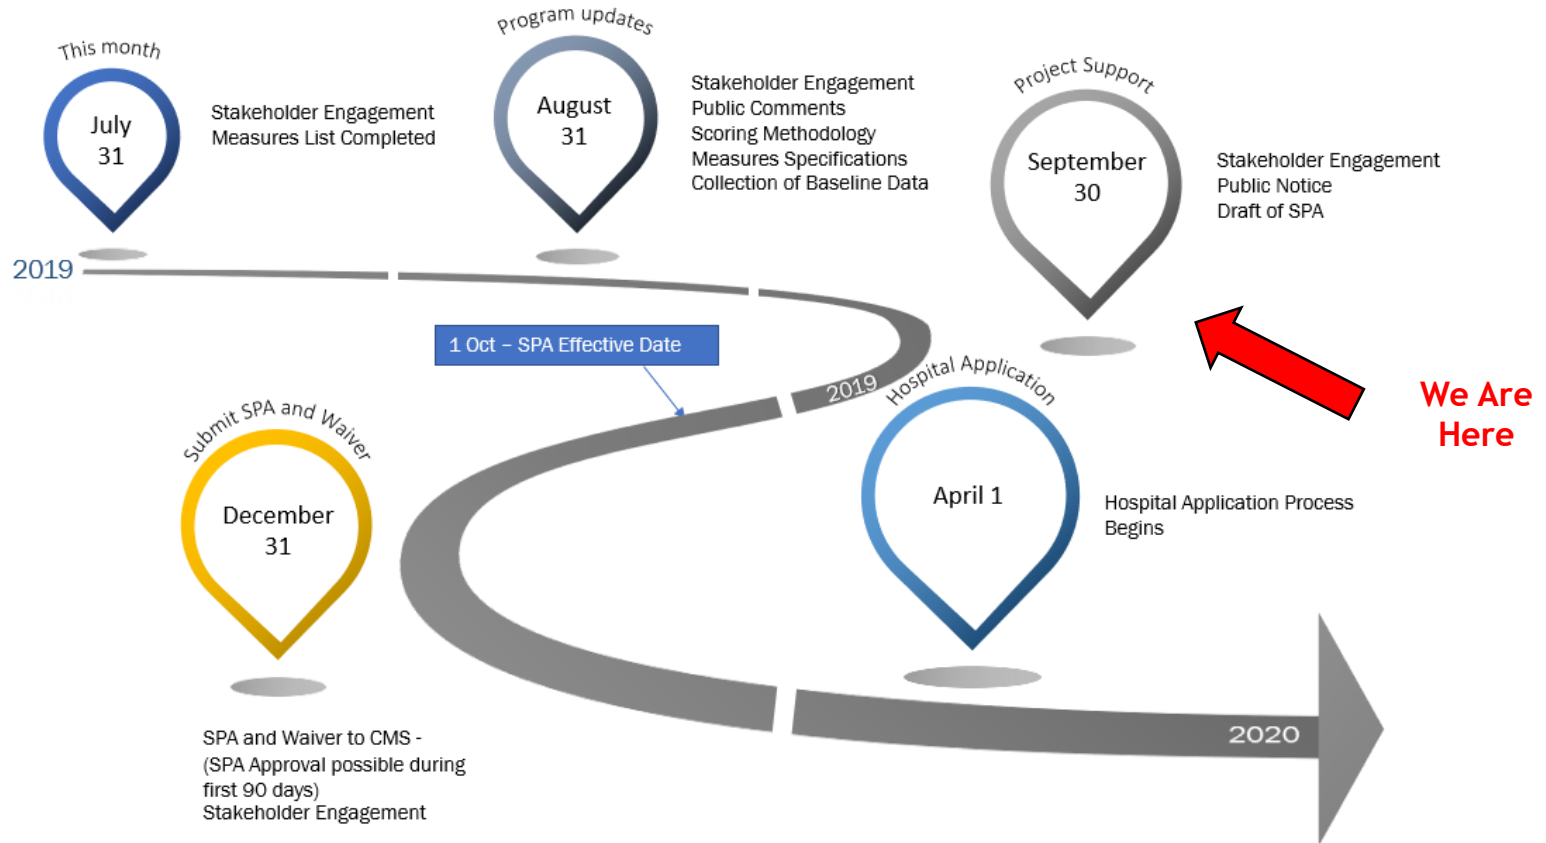 This month
July
31
Stakeholder Engagement
Measures List Completed
Program updates
August
31
Stakeholder Engagement
Public Comments
Scoring Methodology
Measures Specifications
Collection of Baseline Data
Project Support
September
30
Stakeholder Engagement
Public Notice
Draft of SPA
2019
1 Oct – SPA Effective Date
2019
We Are
Here
Submit SPA and Waiver
December
31
SPA and Waiver to CMS -
(SPA Approval possible during
first 90 days)
Stakeholder Engagement
Hospital Application
April 1
Hospital Application Process
Begins
2020